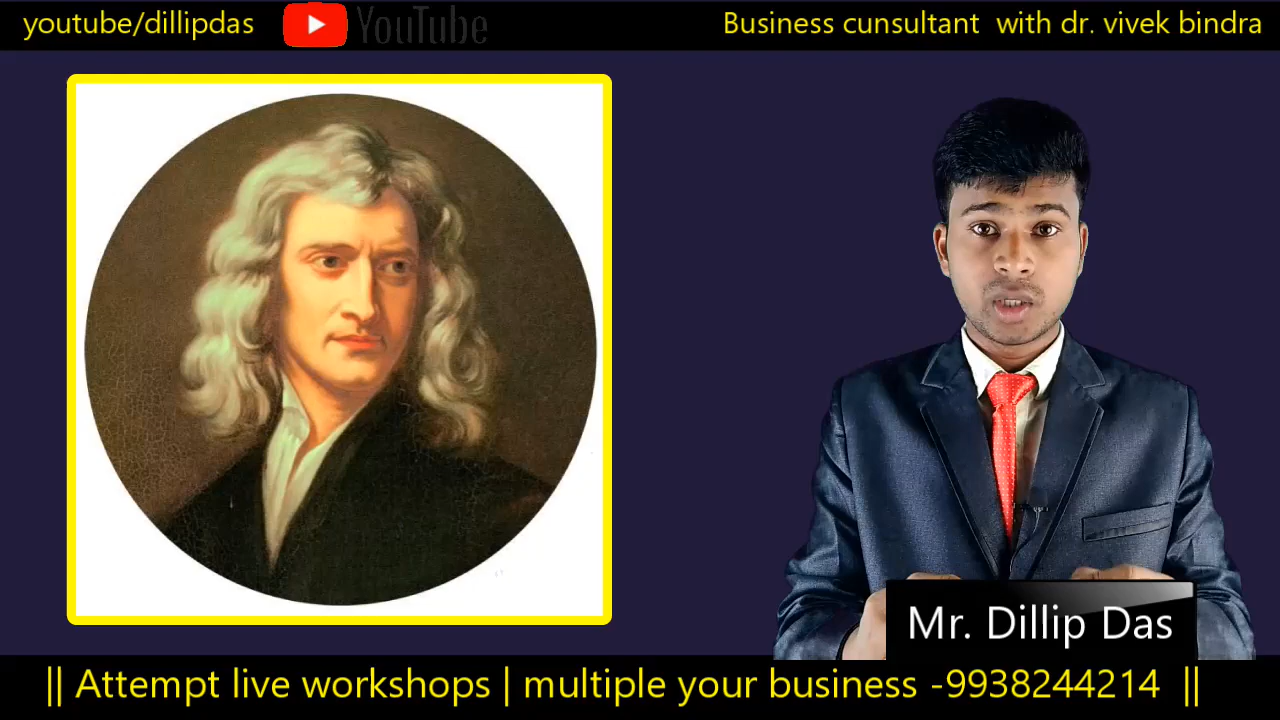 youtube/dillipdas
YouTube
Business cunsultant with dr. vivek bindra
Mr. Dillip Das
|| Attempt live workshops | multiple your business -9938244214 ||